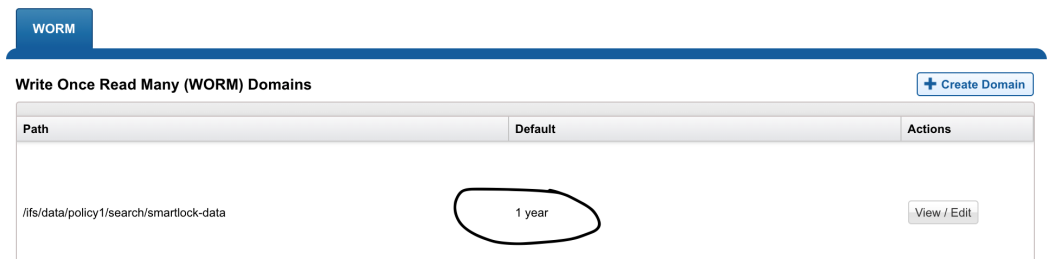 WORM
Write Once Read Many (WORM) Domains
+ Create Domain
Path Default Actions
/ifs/data/policy1/search/smartlock-data 1 year View / Edit